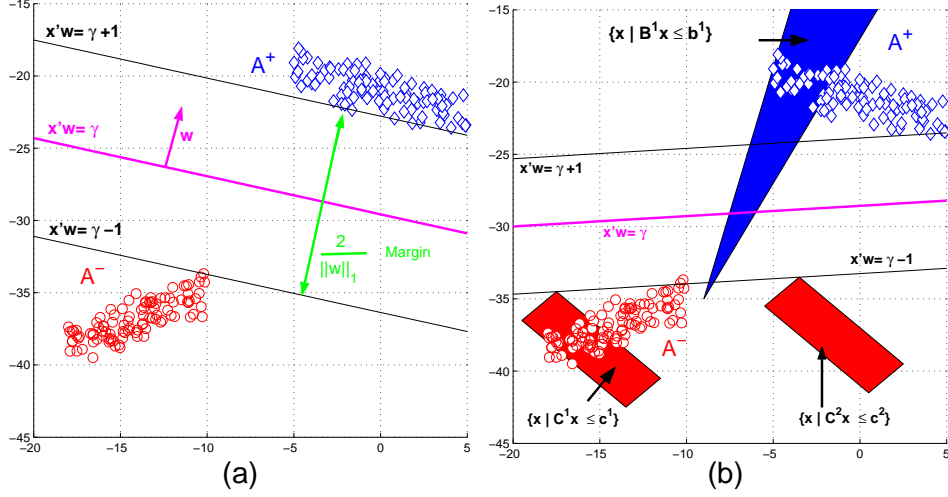 x'w= γ +1
A⁺
x'w= γ
w
x'w= γ −1
2
||w||₁
Margin
A⁻
−15
−20
−25
−30
−35
−40
−45
−20
−15
−10
−5
0
5
(a)
{x | B¹x ≤ b¹}
A⁺
x'w= γ +1
x'w= γ
x'w= γ −1
A⁻
{x | C¹x ≤ c¹}
{x | C²x ≤ c²}
−15
−20
−25
−30
−35
−40
−45
−20
−15
−10
−5
0
5
(b)